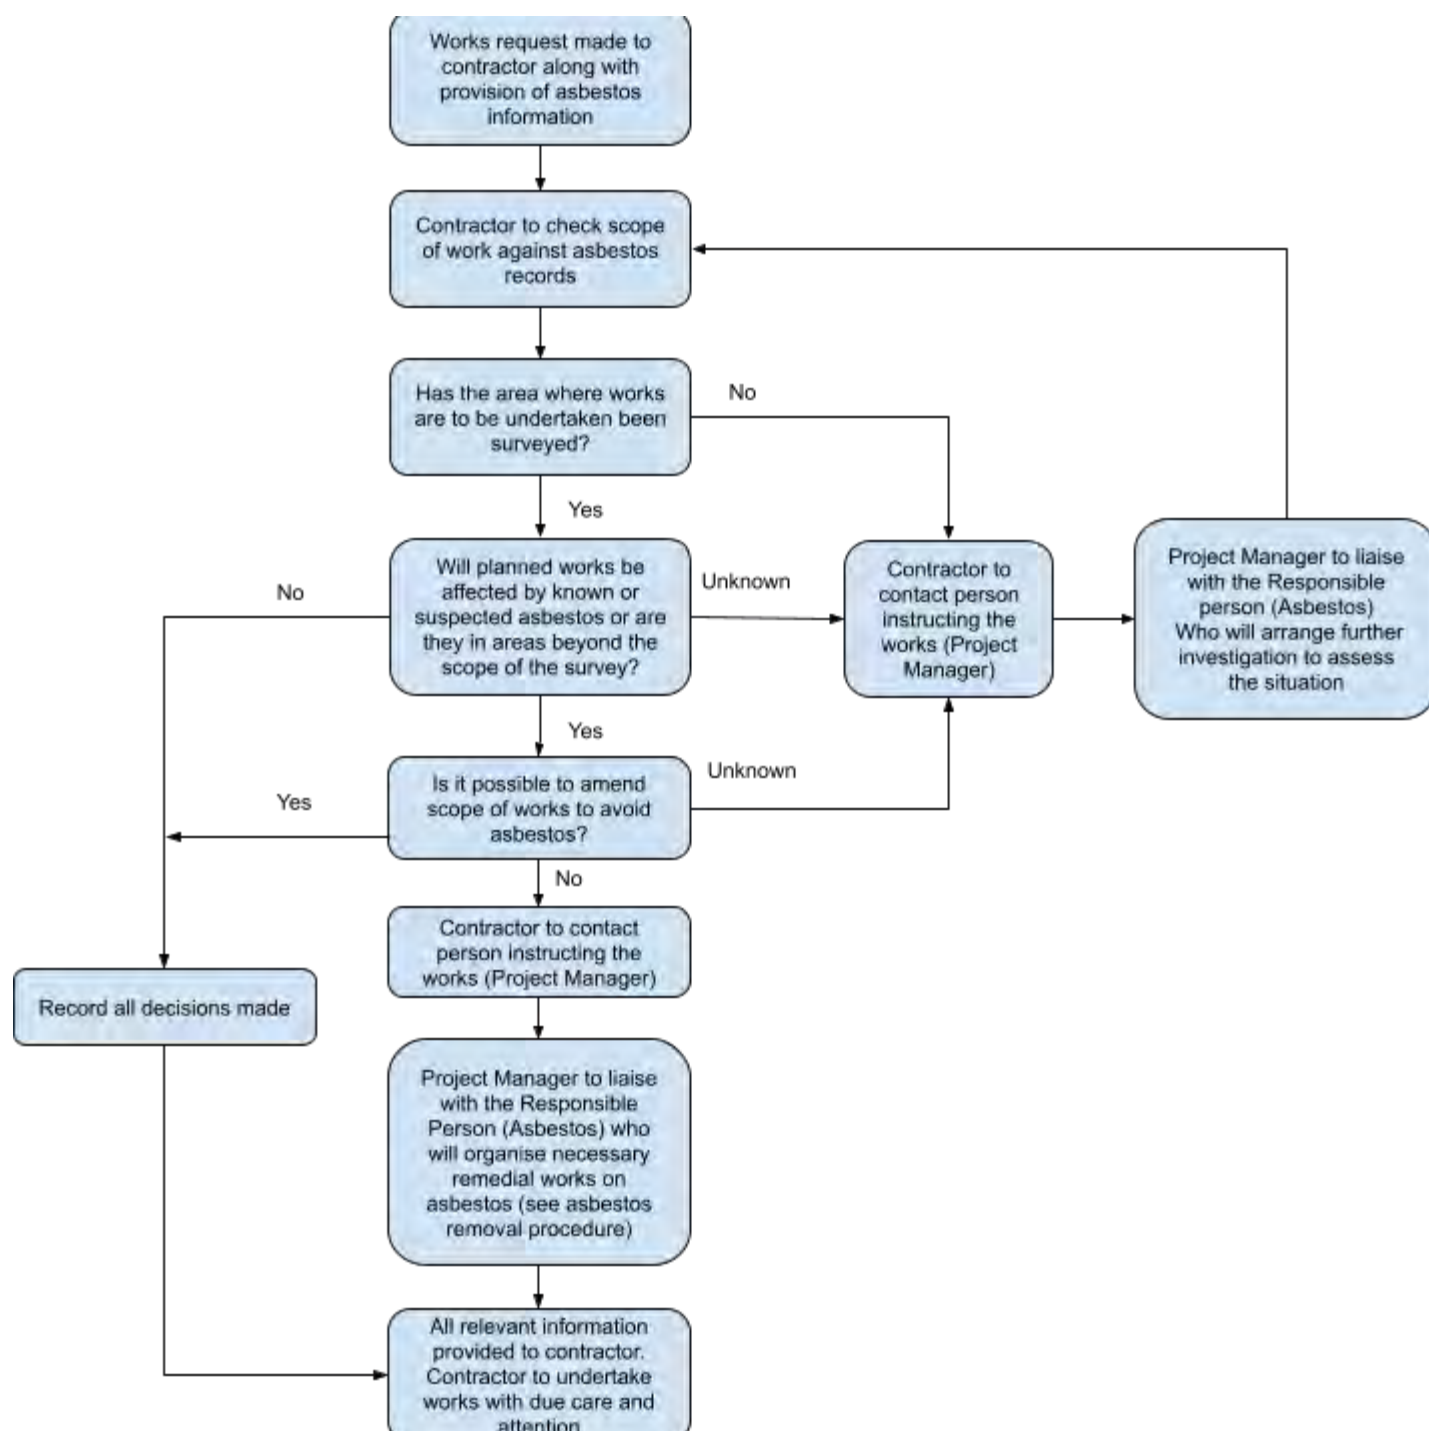 Works request made to
contractor along with
provision of asbestos
information
Contractor to check scope
of work against asbestos
records
Has the area where works
are to be undertaken been
surveyed?
No
Yes
Will planned works be
affected by known or
suspected asbestos or are
they in areas beyond the
scope of the survey?
No
Unknown
Contractor to
contact person
instructing the
works (Project
Manager)
Project Manager to liaise
with the Responsible
person (Asbestos)
Who will arrange further
investigation to assess
the situation
Yes
Is it possible to amend
scope of works to avoid
asbestos?
Unknown
Yes
No
Contractor to contact
person instructing the
works (Project Manager)
Record all decisions made
Project Manager to liaise
with the Responsible
Person (Asbestos) who
will organise necessary
remedial works on
asbestos (see asbestos
removal procedure)
All relevant information
provided to contractor.
Contractor to undertake
works with due care and
attention